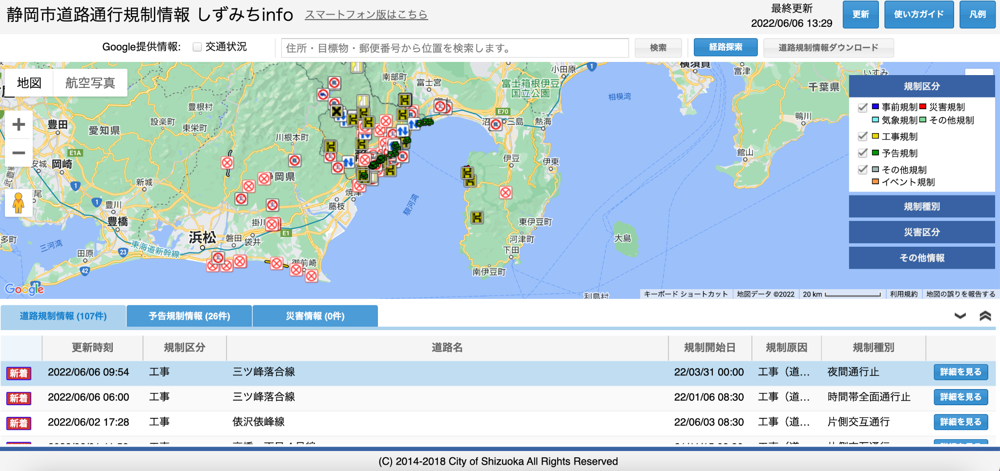 静岡市道路通行規制情報 しずみちinfo
スマートフォン版はこちら
最終更新
2022/06/06 13:29
更新
使い方ガイド
凡例
Google提供情報:
交通状況
住所・目標物・郵便番号から位置を検索します。
検索
経路探索
道路規制情報ダウンロード
地図
航空写真
南部町
富士宮
小田原
1
横須賀
富津
いすみ
千葉県
富士箱根伊豆
国立公園
相模湾
豊根村
設楽町
東栄町
豊田
愛知県
川根本町
E70
三島
熱海
鴨川
館山
E1A
安城
岡崎
伊豆
伊東
静岡県
新城
1
1
豊川
豊橋
焼津
藤枝
駿河湾
掛川
E1
東伊豆町
河津町
大島
浜松
磐田
袋井
下田
三河湾
田原
23
東海道新幹線
42
御前崎
南伊豆町
利島村
Google
キーボード ショートカット
地図データ ©2022
20 km
利用規約
地図の誤りを報告する
規制区分
事前規制 災害規制
気象規制 その他規制
工事規制
予告規制
その他規制
イベント規制
規制種別
災害区分
その他情報
道路規制情報 (107件)
予告規制情報 (26件)
災害情報 (0件)
更新時刻 規制区分 道路名 規制開始日 規制原因 規制種別
新着 2022/06/06 09:54 工事 三ツ峰落合線 22/03/31 00:00 工事（道… 夜間通行止 詳細を見る
新着 2022/06/06 06:00 工事 三ツ峰落合線 22/01/06 08:30 工事（道… 時間帯全面通行止 詳細を見る
新着 2022/06/02 17:28 工事 俵沢俵峰線 22/06/03 08:30 工事（道… 片側交互通行 詳細を見る
(C) 2014-2018 City of Shizuoka All Rights Reserved